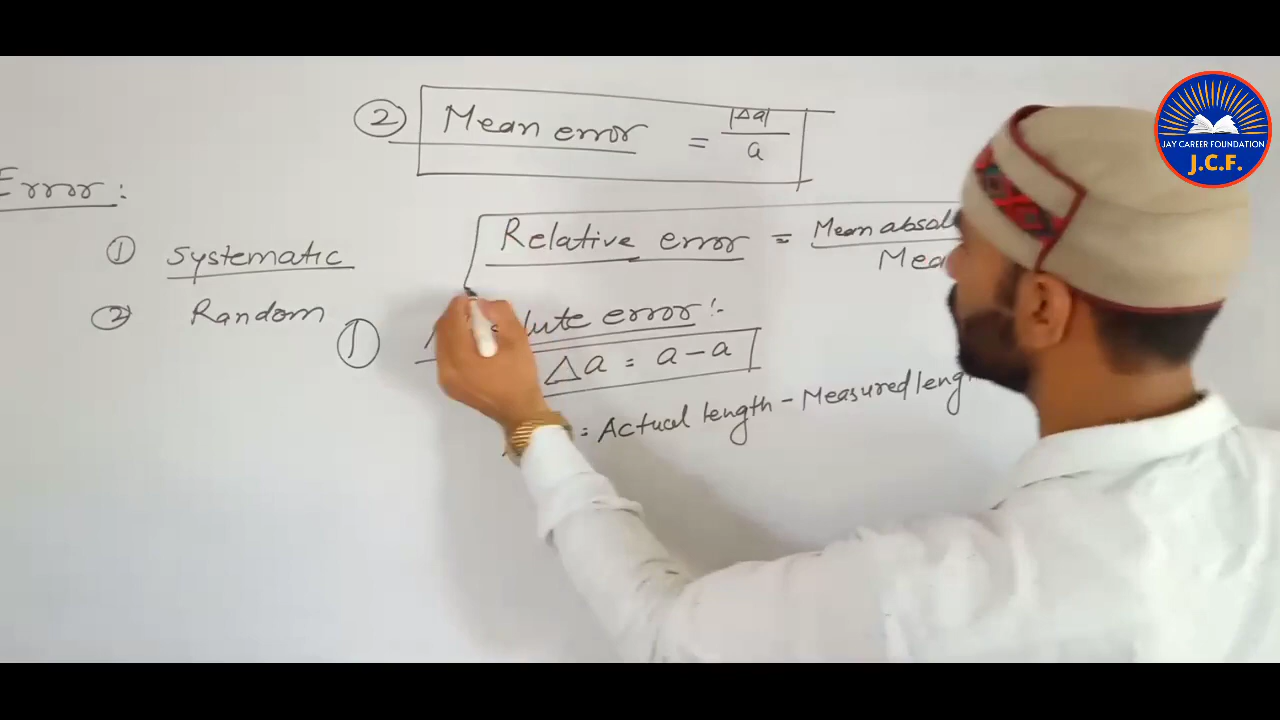 ② Mean error = |Δa| / a
Error:
Relative error = Mean absol
Mea
① Systematic
② Random
① lute error :-
Δa = a - a
= Actual length - Measured leng
JAY CAREER FOUNDATION
J.C.F.